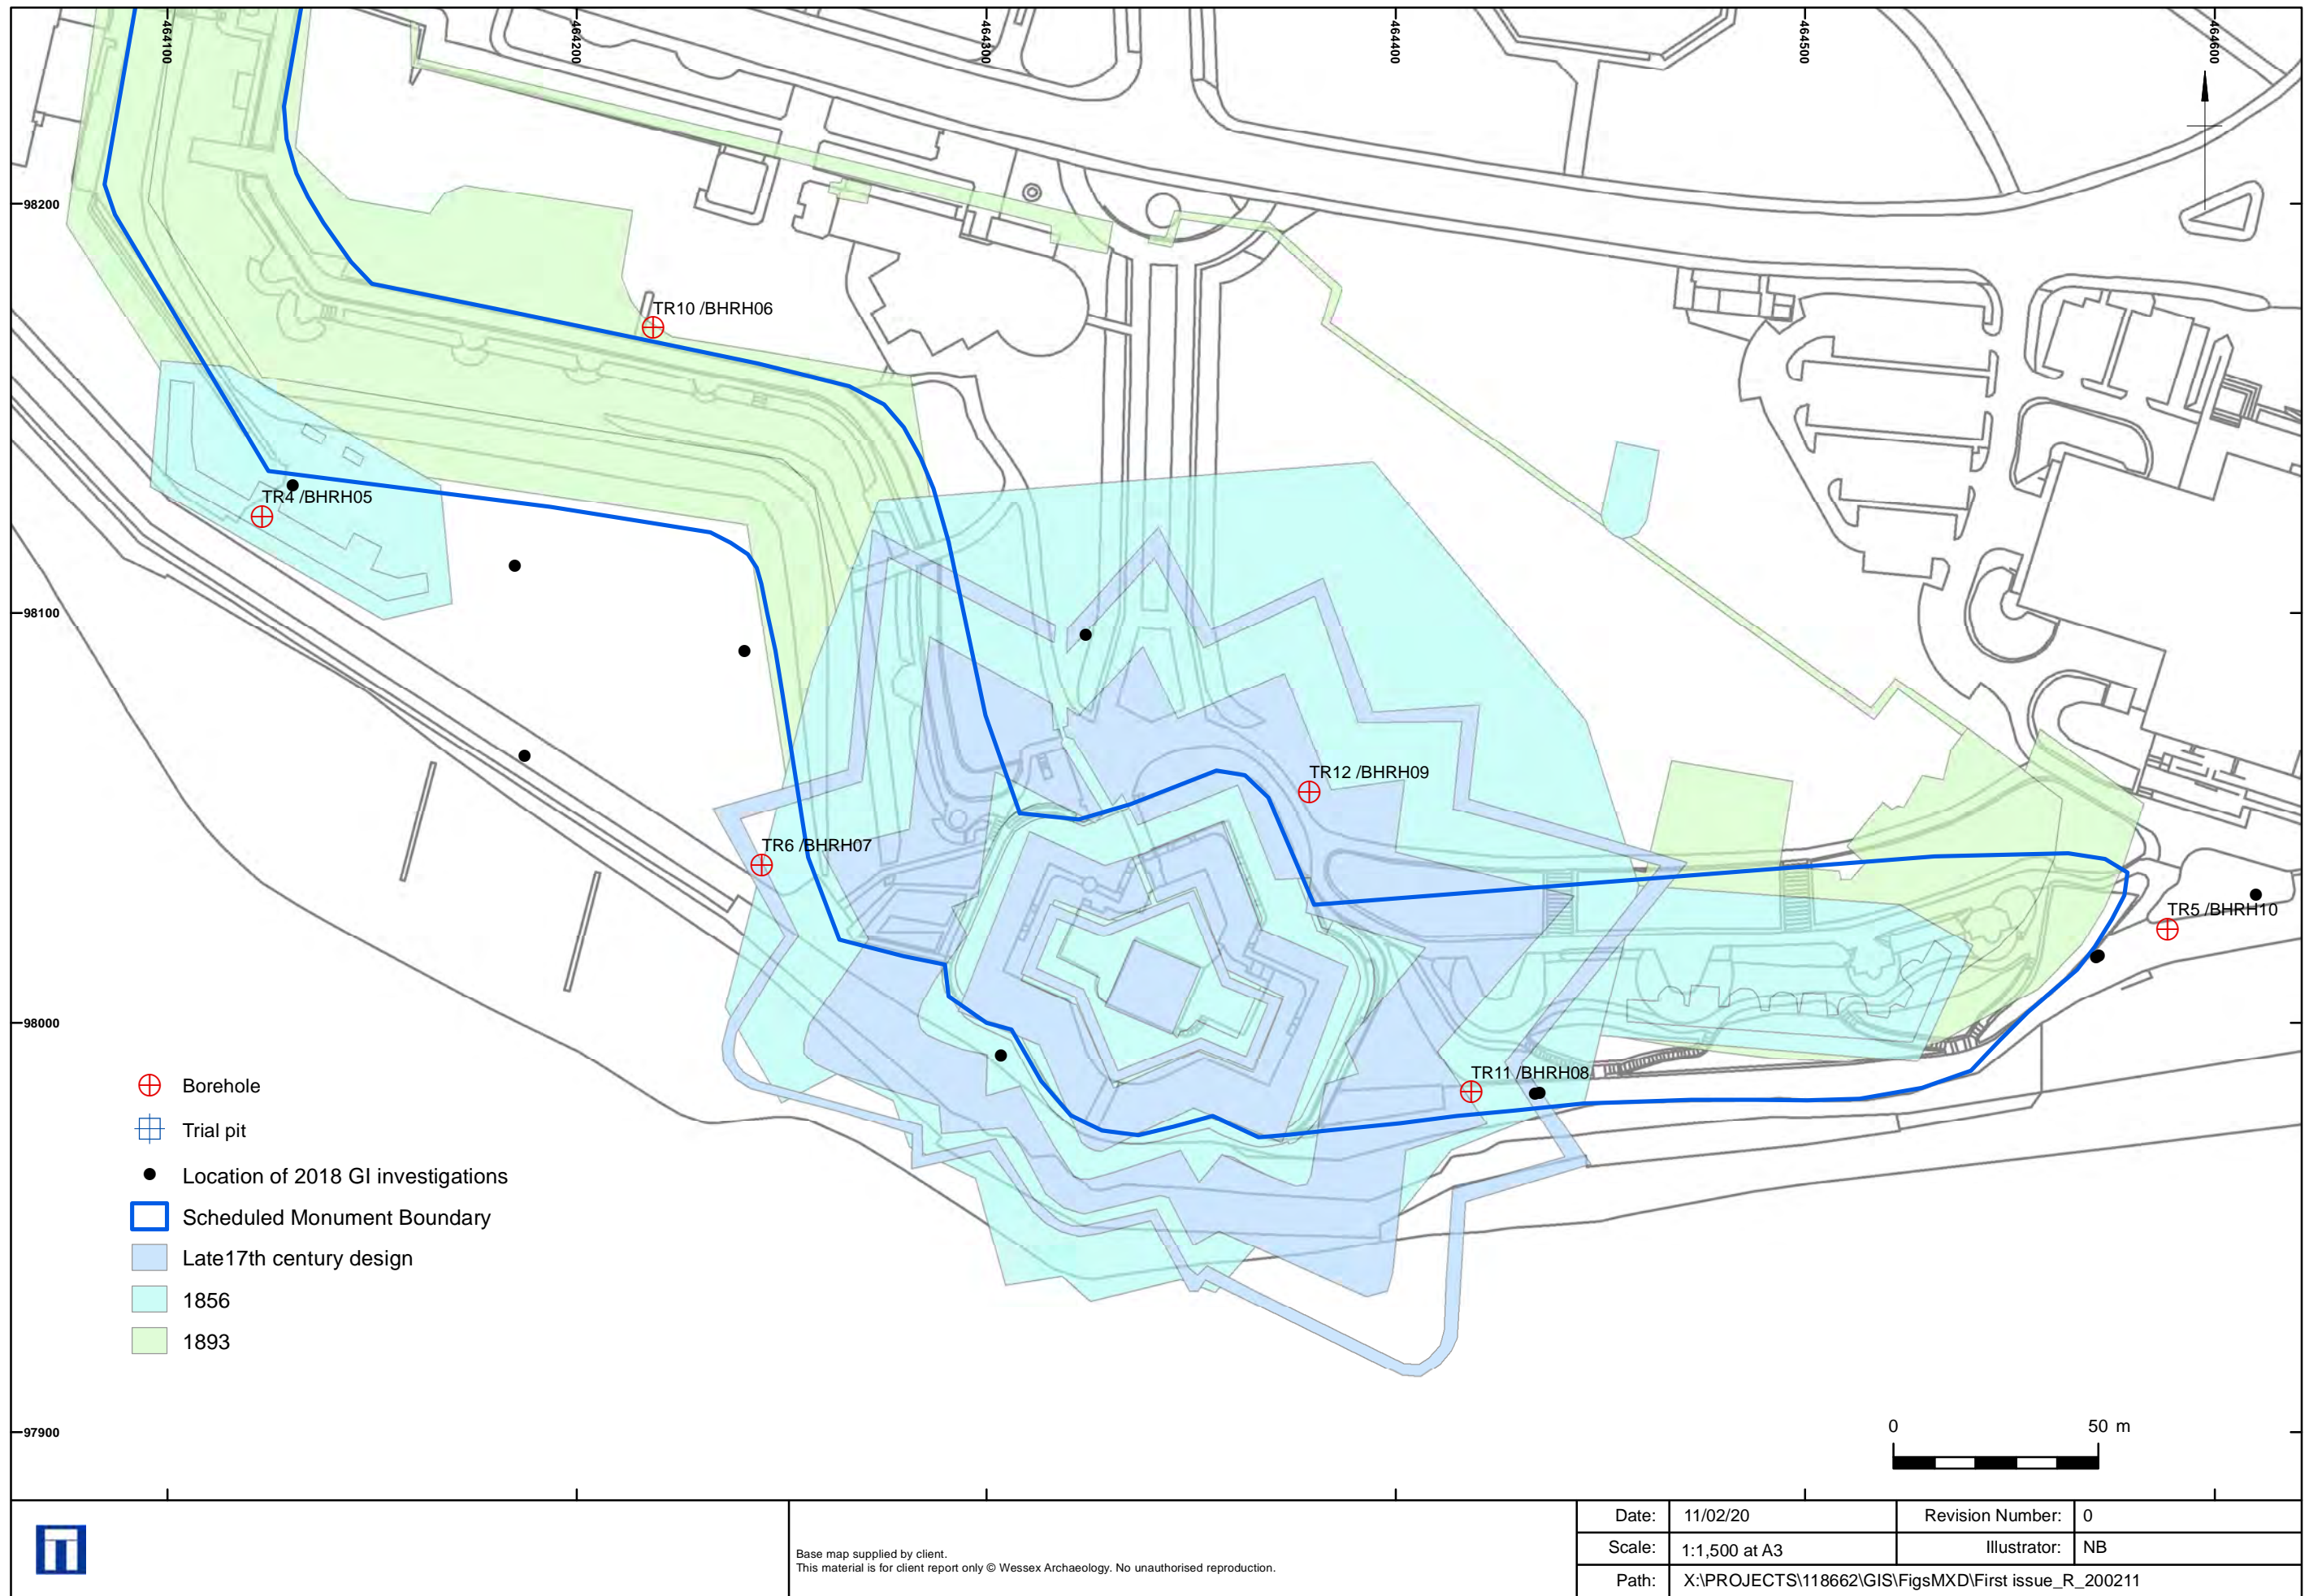 464100
464200
464300
464400
464500
464600
98200
TR10 /BHRH06
TR4 /BHRH05
98100
TR12 /BHRH09
TR6 /BHRH07
TR5 /BHRH10
98000
TR11 /BHRH08
Borehole
Trial pit
Location of 2018 GI investigations
Scheduled Monument Boundary
Late17th century design
1856
1893
97900
0 50 m
Base map supplied by client.
This material is for client report only © Wessex Archaeology. No unauthorised reproduction.
Date: 11/02/20 Revision Number: 0
Scale: 1:1,500 at A3 Illustrator: NB
Path: X:\PROJECTS\118662\GIS\FigsMXD\First issue_R_200211